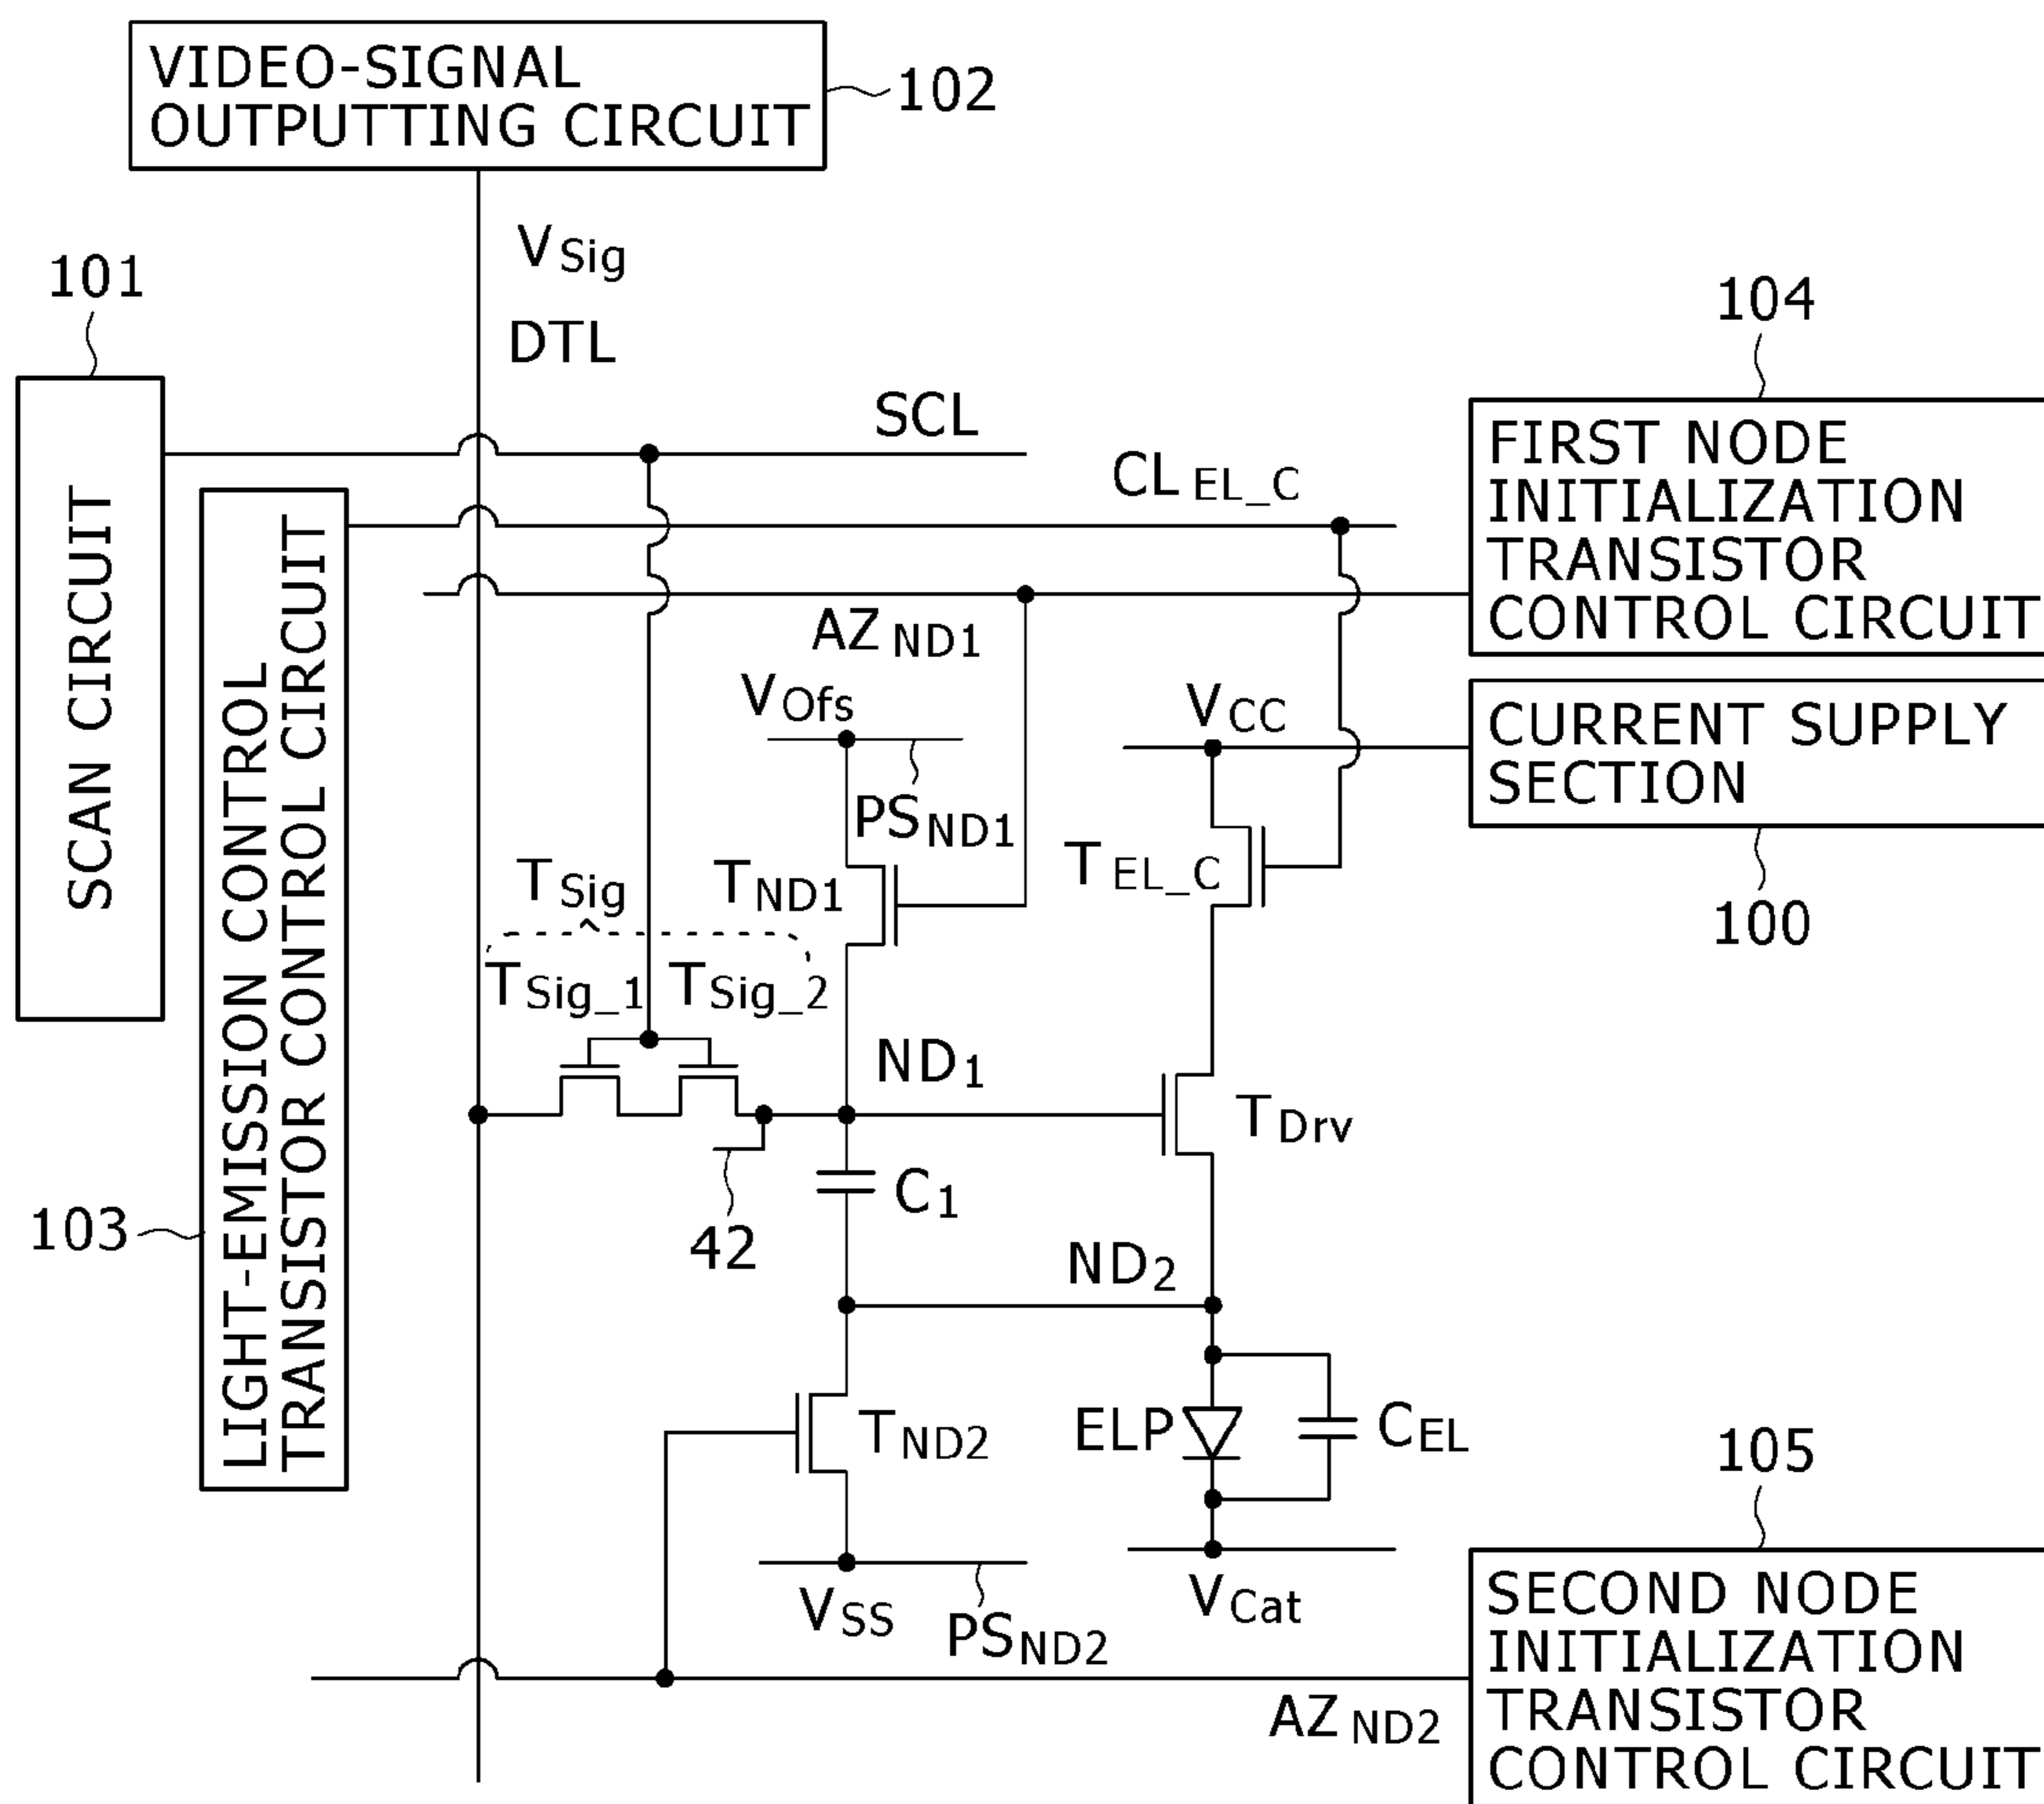 VIDEO-SIGNAL
OUTPUTTING CIRCUIT
102
VSig
DTL
101
SCAN CIRCUIT
103
LIGHT-EMISSION CONTROL
TRANSISTOR CONTROL CIRCUIT
SCL
CL EL_C
104
FIRST NODE
INITIALIZATION
TRANSISTOR
CONTROL CIRCUIT
AZ ND1
VOfs
PSND1
VCC
CURRENT SUPPLY
SECTION
100
TSig
TND1
TEL_C
TSig_1
TSig_2
ND1
TDrv
42
C1
ND2
TND2
ELP
CEL
VSS
PSND2
VCat
105
SECOND NODE
INITIALIZATION
TRANSISTOR
CONTROL CIRCUIT
AZ ND2